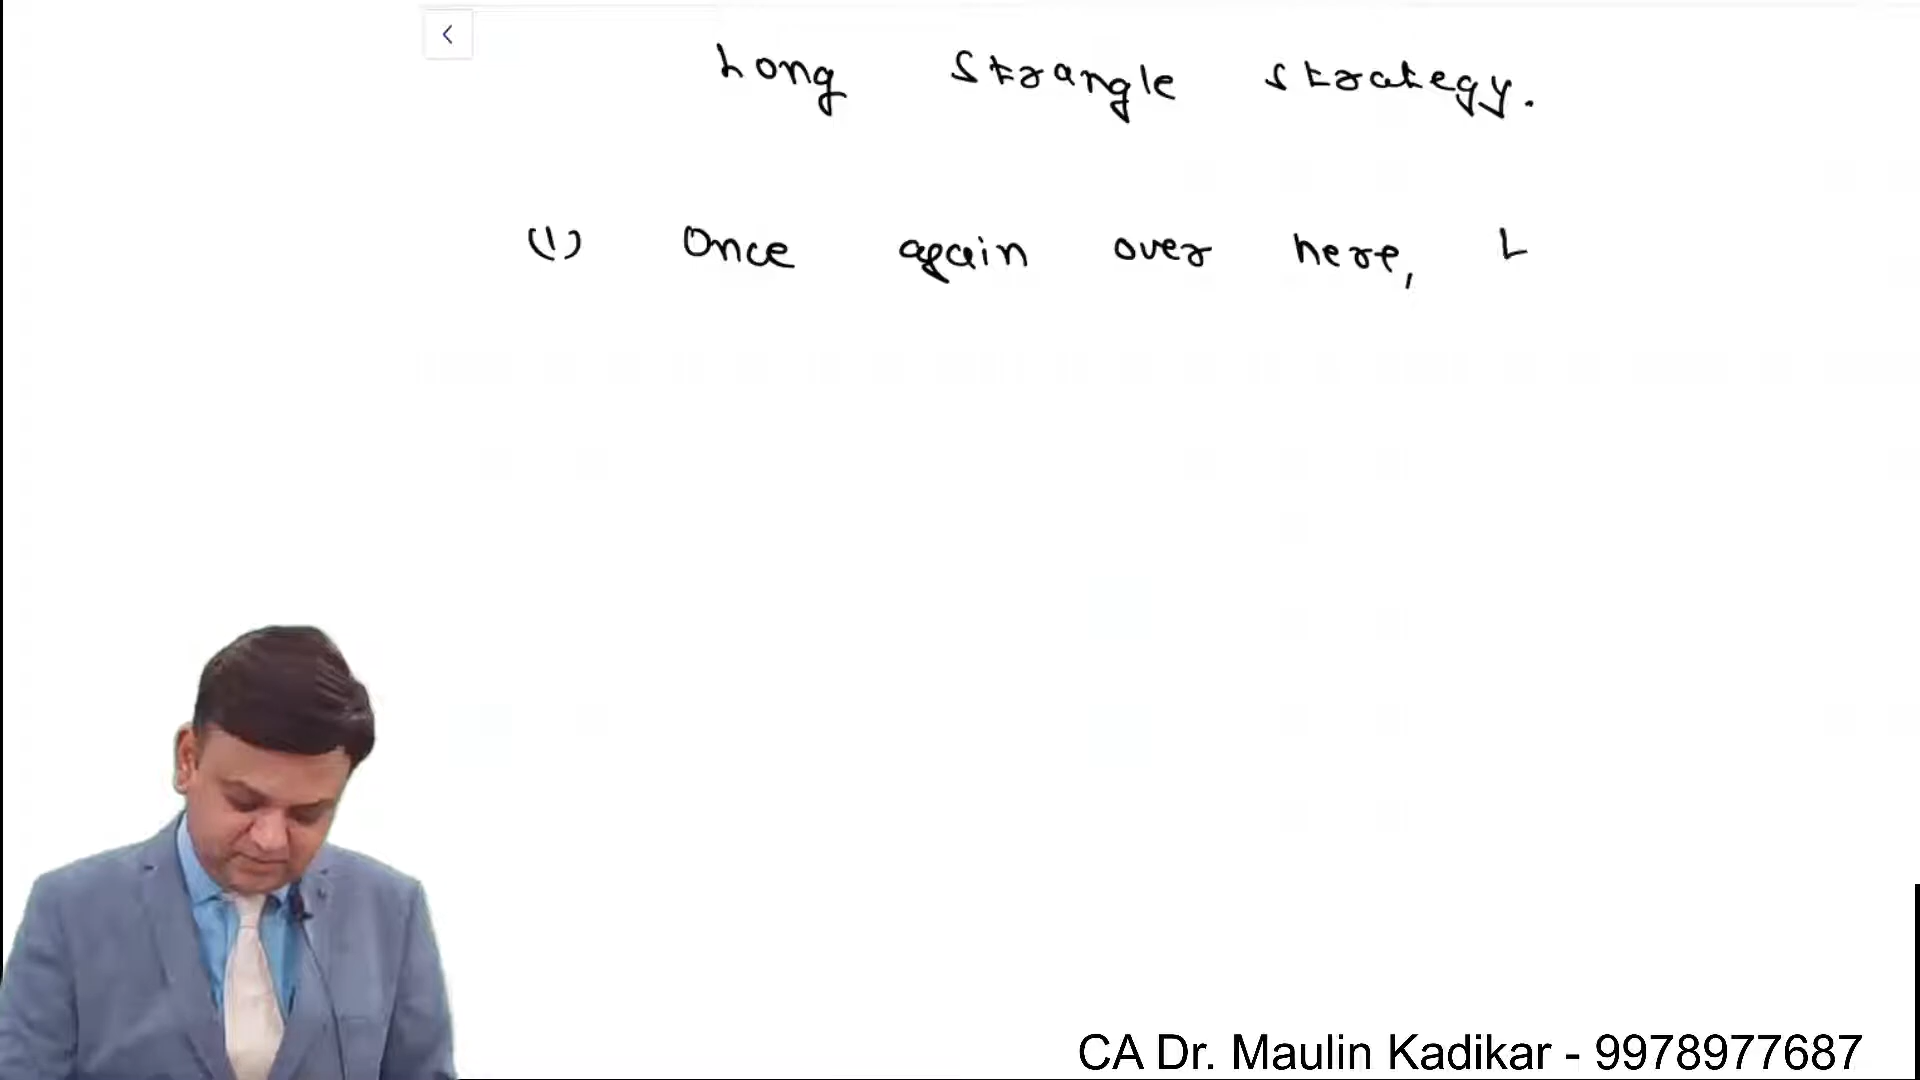 Long Strangle Strategy.
(1) Once again over here, L
CA Dr. Maulin Kadikar - 9978977687